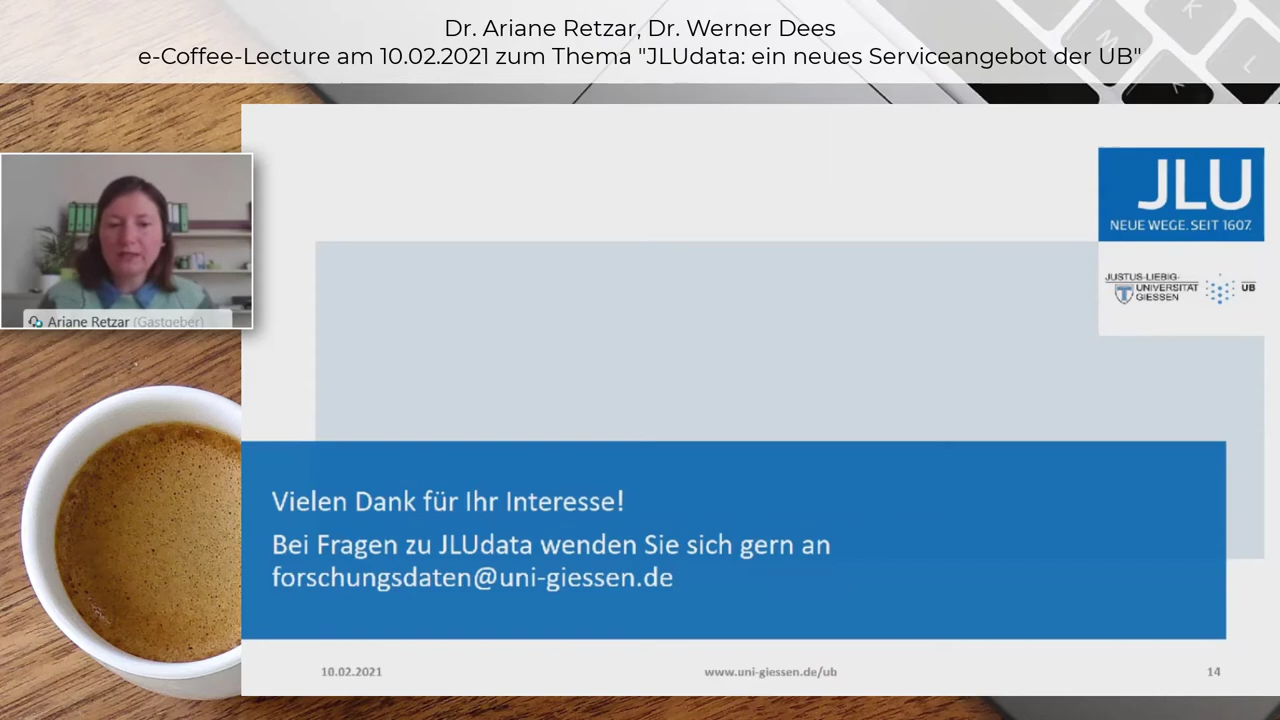 Dr. Ariane Retzar, Dr. Werner Dees
e-Coffee-Lecture am 10.02.2021 zum Thema "JLUdata: ein neues Serviceangebot der UB"
K
M
L
K
JLU
NEUE WEGE. SEIT 1607.
JUSTUS-LIEBIG-
UNIVERSITÄT
GIESSEN
UB
Ariane Retzar (Gastgeber)
Vielen Dank für Ihr Interesse!
Bei Fragen zu JLUdata wenden Sie sich gern an
forschungsdaten@uni-giessen.de
10.02.2021
www.uni-giessen.de/ub
14